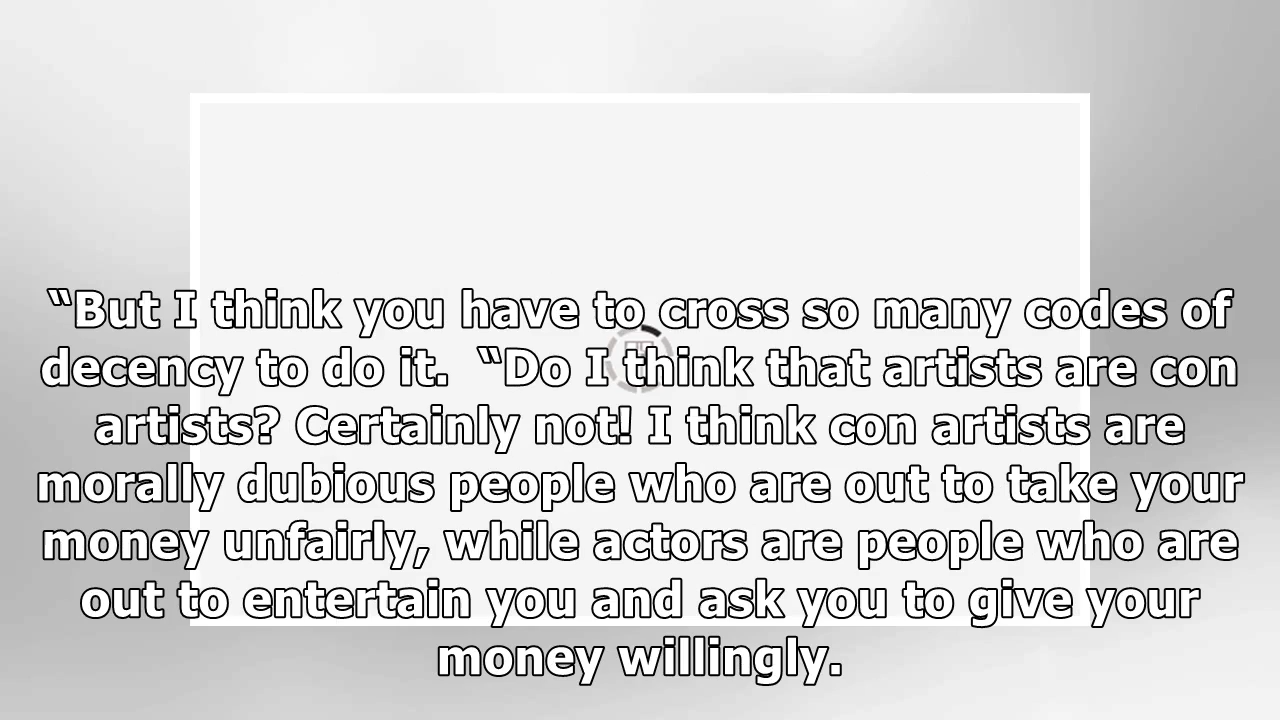 “But I think you have to cross so many codes of
decency to do it.  “Do I think that artists are con
artists? Certainly not! I think con artists are
morally dubious people who are out to take your
money unfairly, while actors are people who are
out to entertain you and ask you to give your
money willingly.